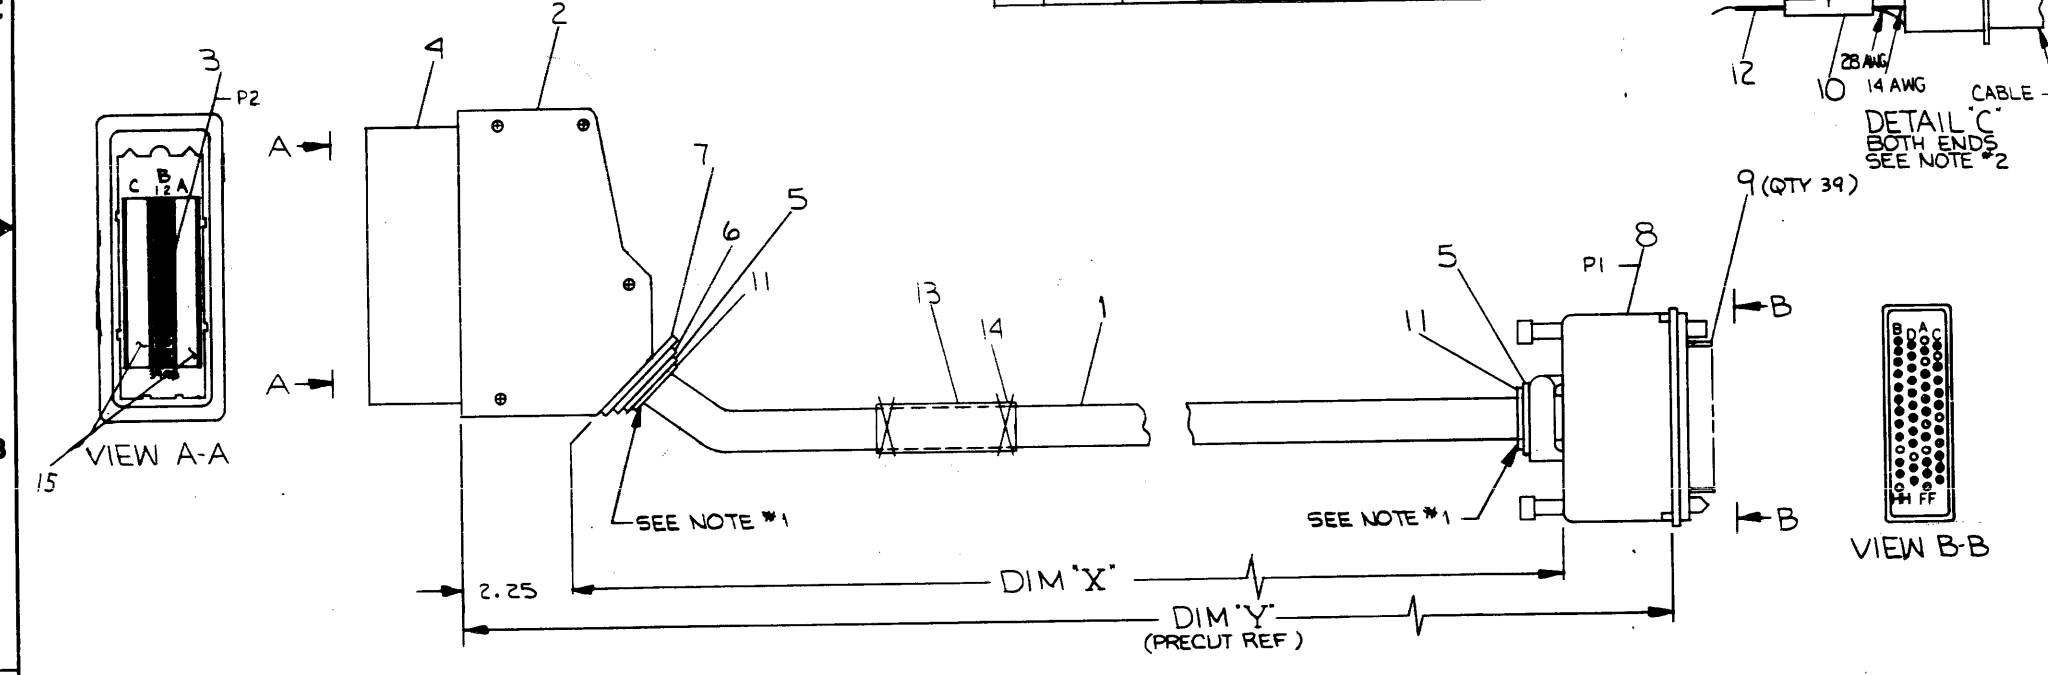 2
4
3
P2
A
C B A
1 2
A
VIEW A-A
15
7
5
6
11
13
14
1
SEE NOTE #1
2.25
DIM "X"
DIM "Y"
(PRECUT REF)
12
10
28 AWG
14 AWG
CABLE
DETAIL "C"
BOTH ENDS
SEE NOTE #2
9 (QTY 39)
8
P1
5
11
SEE NOTE #1
B
B
B D A C
HH FF
VIEW B-B